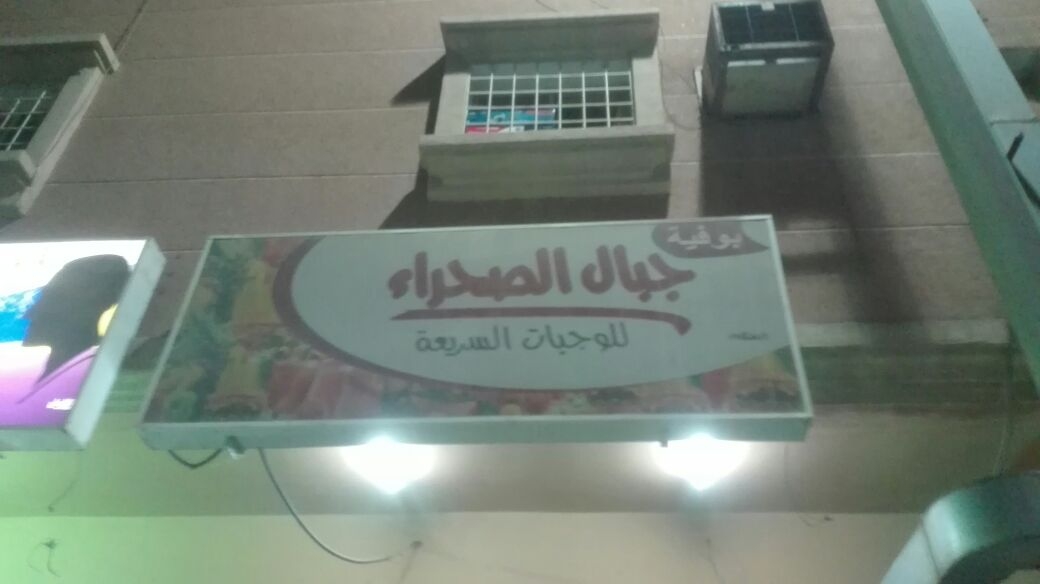 بوفية
جبال الصحراء
للوجبات السريعة